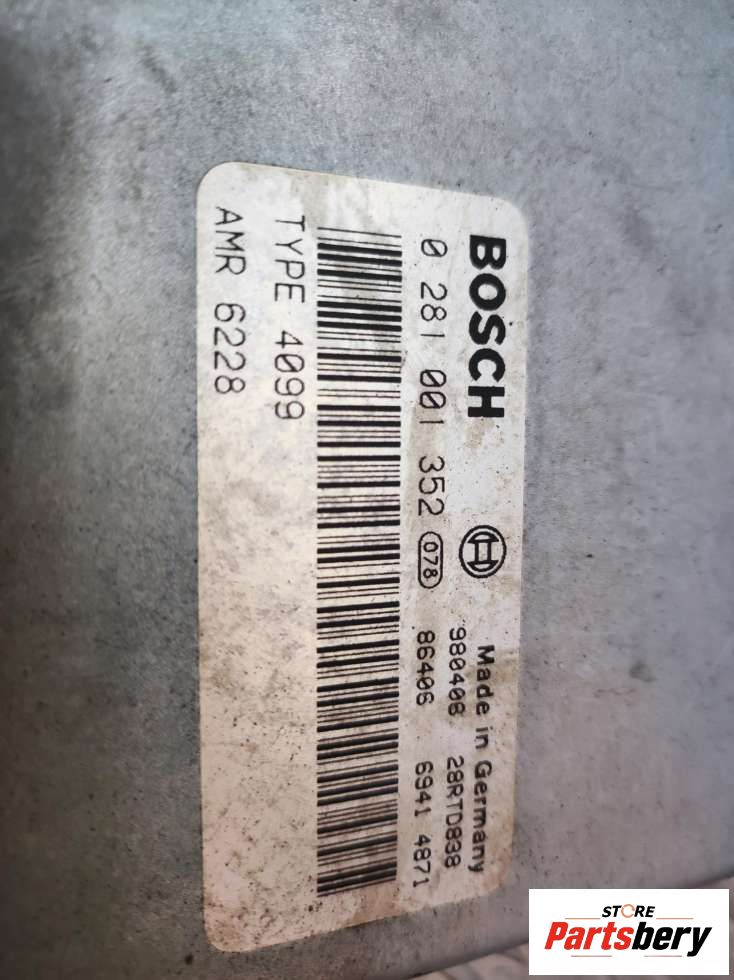 BOSCH
Made in Germany
980408 28RTD838
0 281 001 352 078 86406 6941 4871
TYPE 4099
AMR 6228
STORE
Partsbery